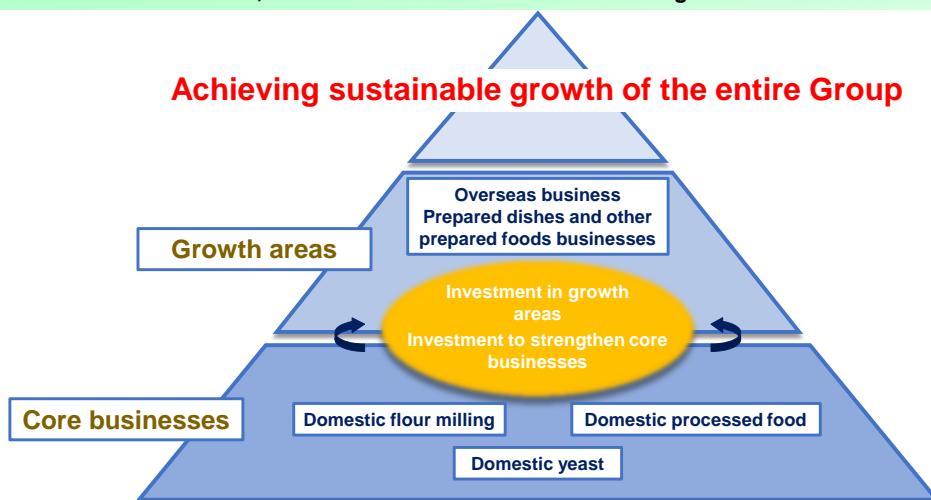 Achieving sustainable growth of the entire Group
Overseas business
Prepared dishes and other
prepared foods businesses
Growth areas
Investment in growth
areas
Investment to strengthen core
businesses
Core businesses
Domestic flour milling
Domestic processed food
Domestic yeast